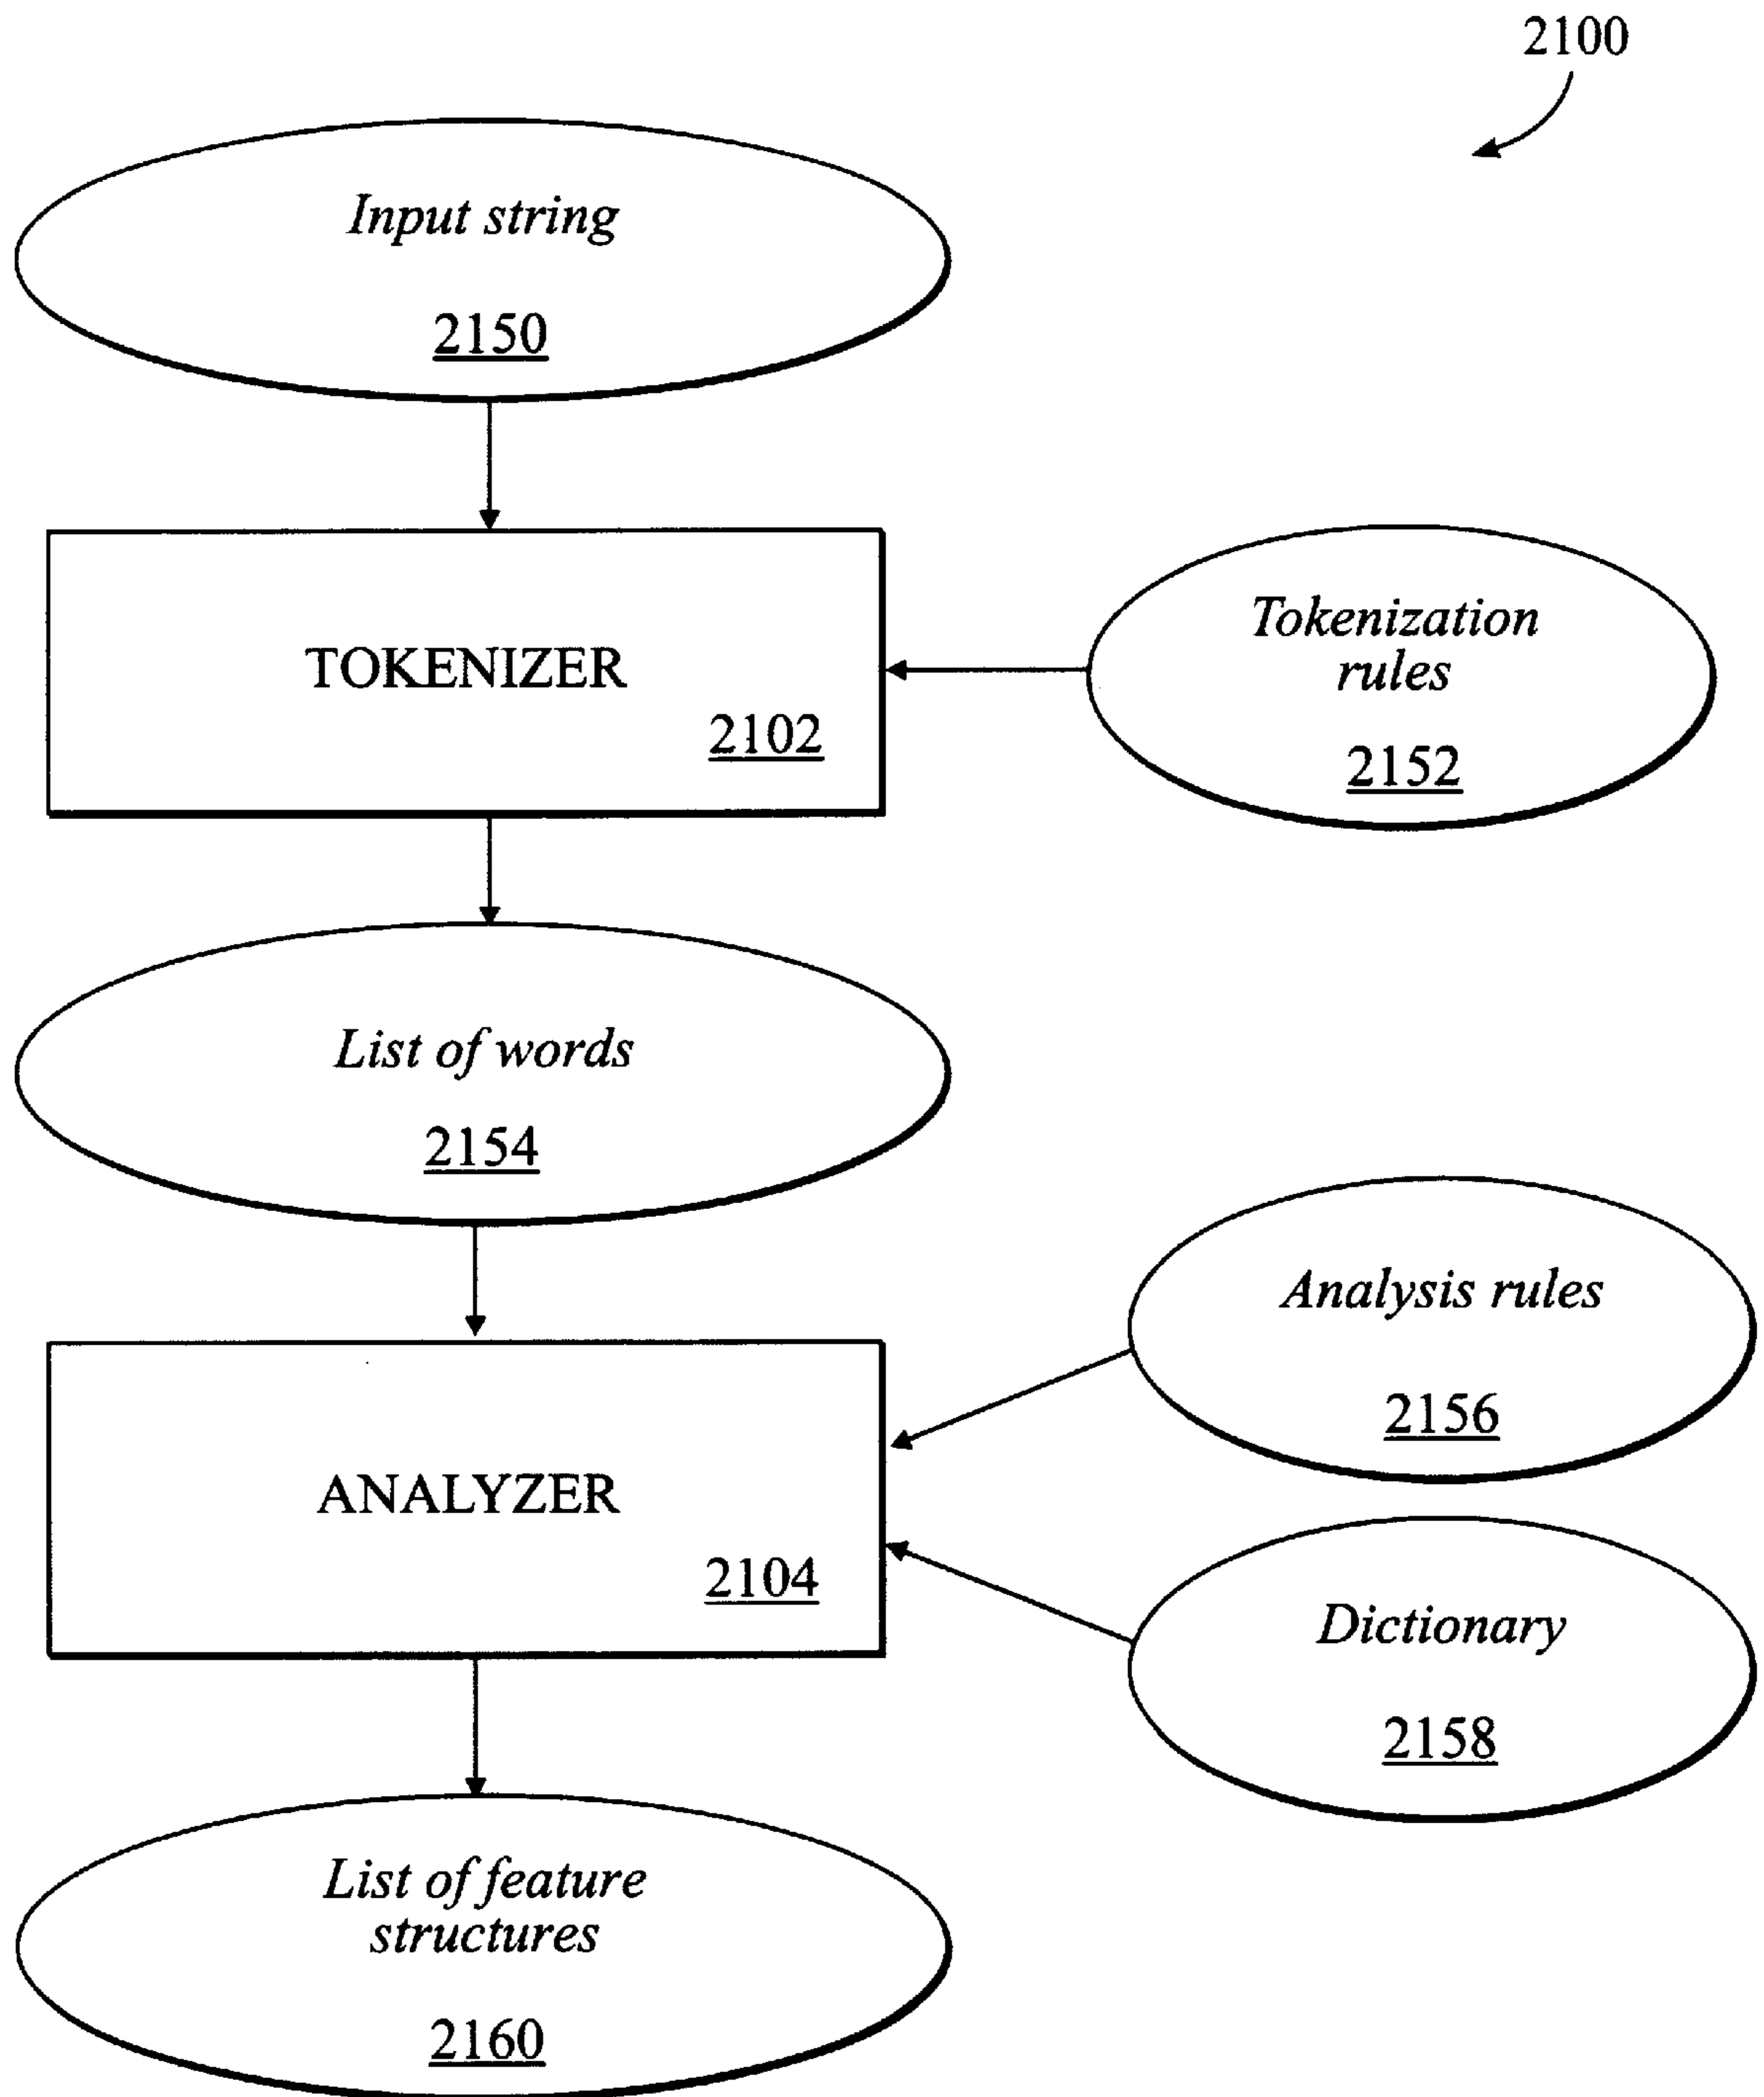 2100
Input string
2150
TOKENIZER
2102
Tokenization
rules
2152
List of words
2154
Analysis rules
2156
ANALYZER
2104
Dictionary
2158
List of feature
structures
2160